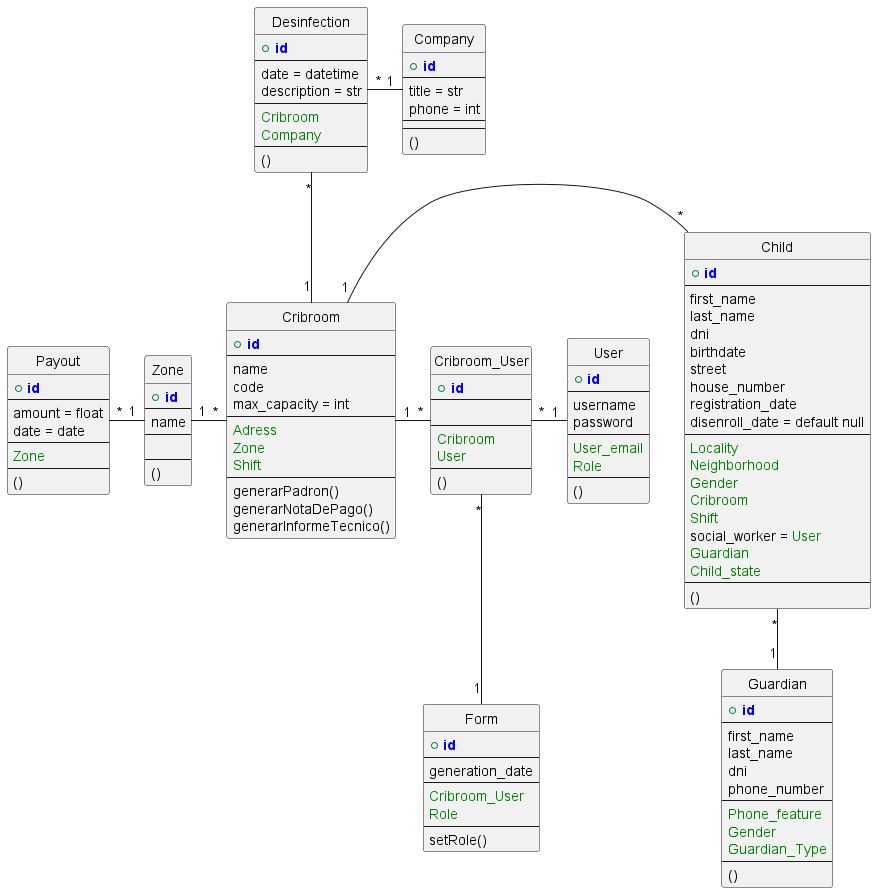 Desinfection
id
date = datetime
description = str
Cribroom
Company
()
* 1
Company
id
title = str
phone = int
()
*
1
1
*
Child
id
first_name
last_name
dni
birthdate
street
house_number
registration_date
disenroll_date = default null
Locality
Neighborhood
Gender
Cribroom
Shift
social_worker = User
Guardian
Child_state
()
Payout
id
amount = float
date = date
Zone
()
* 1
Zone
id
name
()
1 *
Cribroom
id
name
code
max_capacity = int
Adress
Zone
Shift
generarPadron()
generarNotaDePago()
generarInformeTecnico()
1 *
Cribroom_User
id
Cribroom
User
()
* 1
User
id
username
password
User_email
Role
()
*
1
Form
id
generation_date
Cribroom_User
Role
setRole()
*
1
Guardian
id
first_name
last_name
dni
phone_number
Phone_feature
Gender
Guardian_Type
()